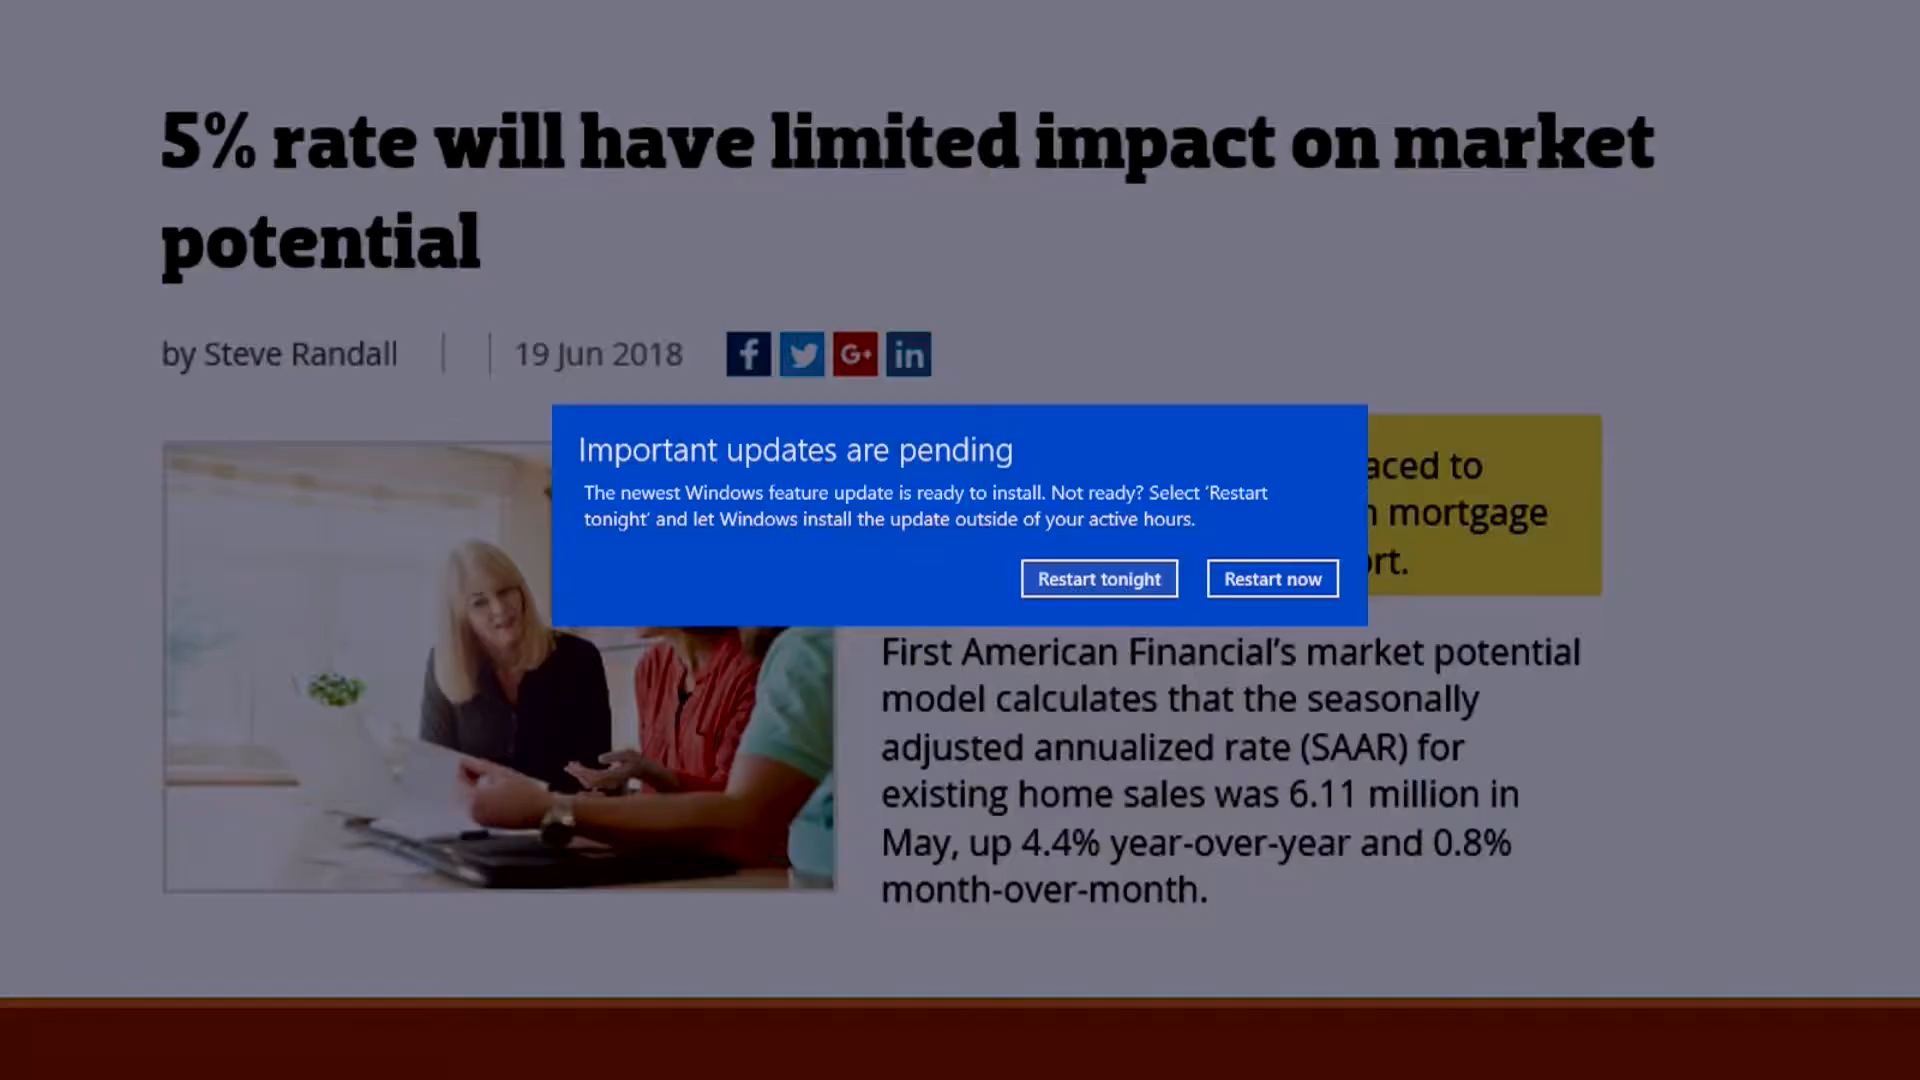 5% rate will have limited impact on market
potential
by Steve Randall
19 Jun 2018
f
G+
in
Important updates are pending
The newest Windows feature update is ready to install. Not ready? Select ‘Restart
tonight’ and let Windows install the update outside of your active hours.
Restart tonight
Restart now
to
mortgage
First American Financial’s market potential
model calculates that the seasonally
adjusted annualized rate (SAAR) for
existing home sales was 6.11 million in
May, up 4.4% year-over-year and 0.8%
month-over-month.